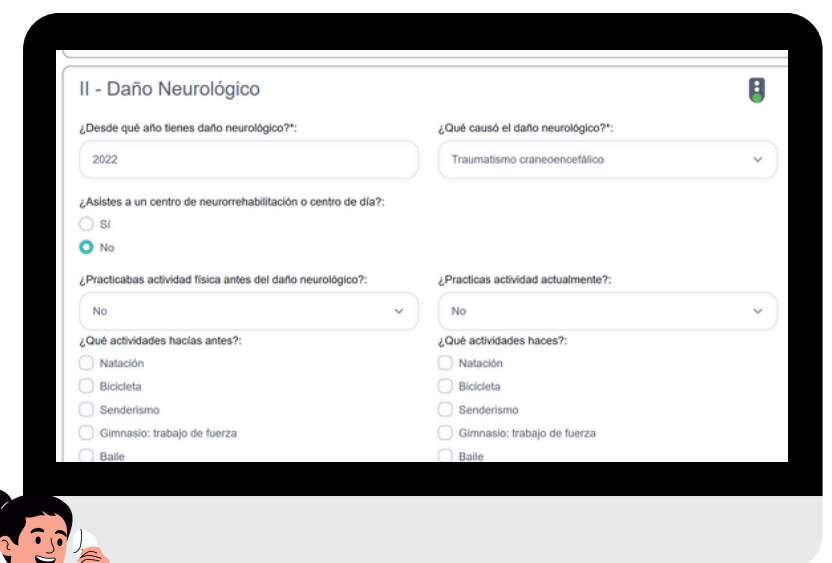 II - Daño Neurológico
¿Desde qué año tienes daño neurológico?*:
¿Qué causó el daño neurológico?*:
2022
Traumatismo craneoencefálico
¿Asistes a un centro de neurorrehabilitación o centro de día?:
Sí
No
¿Practicabas actividad física antes del daño neurológico?:
¿Practicas actividad actualmente?:
No
No
¿Qué actividades hacías antes?:
¿Qué actividades haces?:
Natación
Natación
Bicicleta
Bicicleta
Senderismo
Senderismo
Gimnasio: trabajo de fuerza
Gimnasio: trabajo de fuerza
Baile
Baile